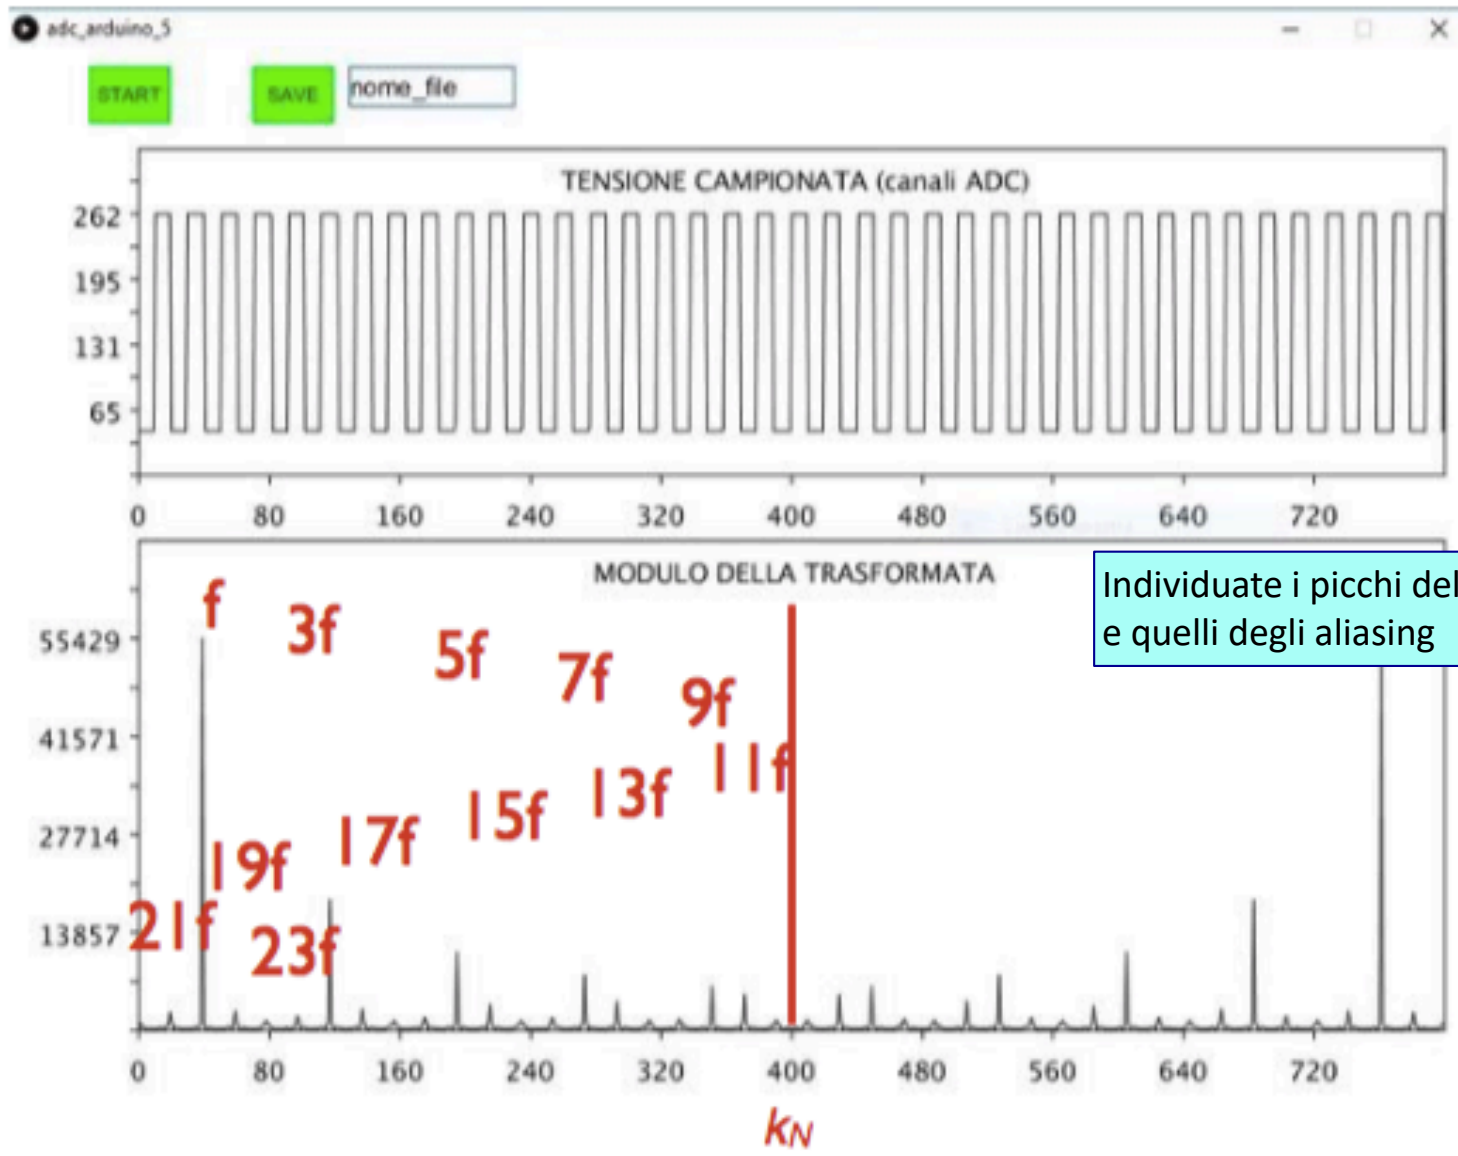 adc_arduino_5
START SAVE nome_file
TENSIONE CAMPIONATA (canali ADC)
262
195
131
65
0 80 160 240 320 400 480 560 640 720
MODULO DELLA TRASFORMATA
Individuate i picchi del
e quelli degli aliasing
f
3f
5f
7f
9f
11f
13f
15f
17f
19f
21f
23f
55429
41571
27714
13857
0 80 160 240 320 400 480 560 640 720
kN